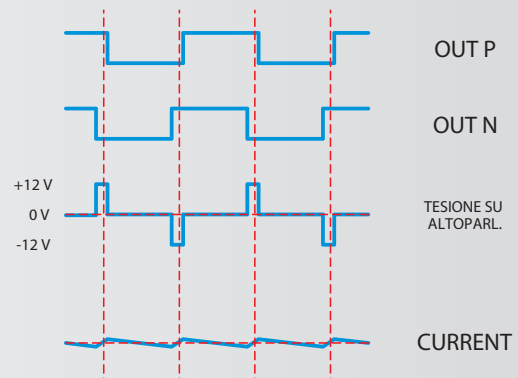 OUT P
OUT N
+12 V
0 V
-12 V
TESIONE SU
ALTOPARL.
CURRENT